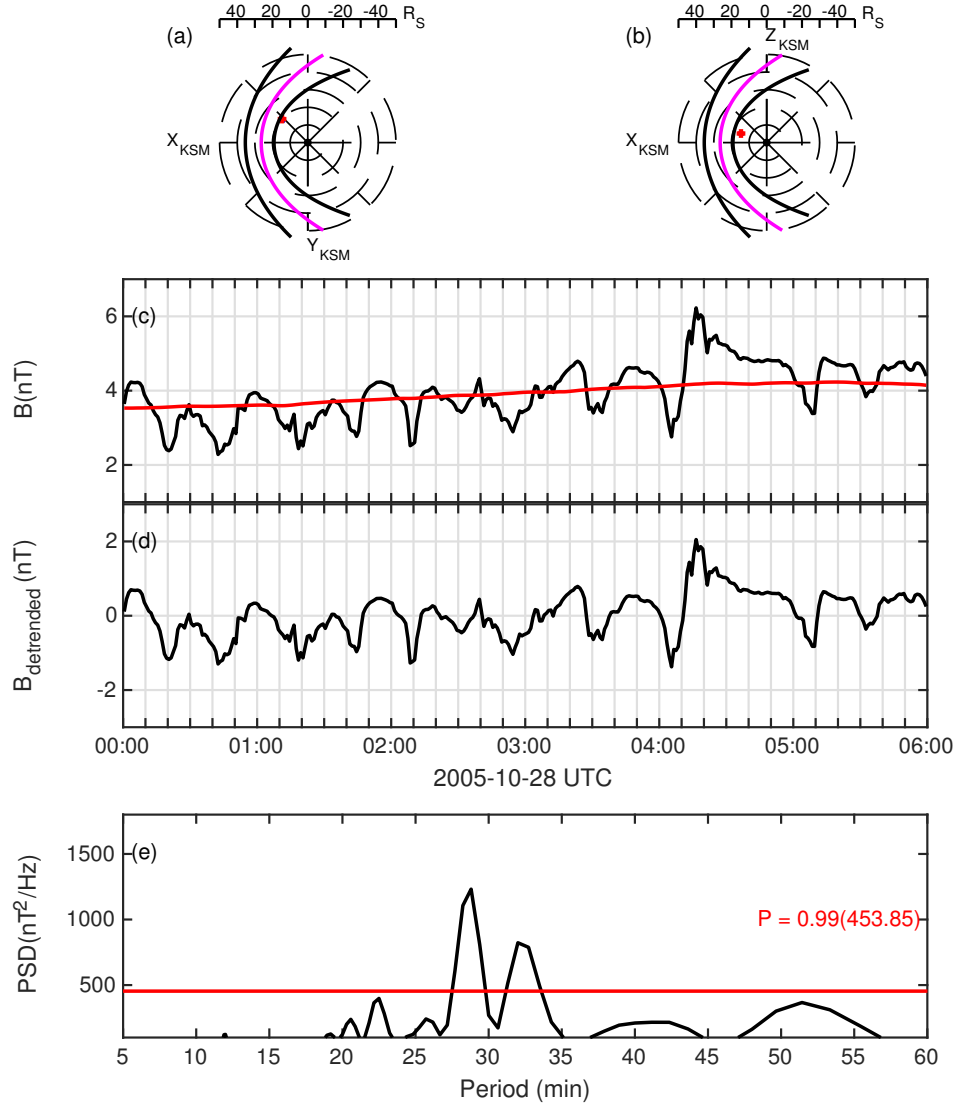 40 20 0 -20 -40 R_S
40 20 0 -20 -40 R_S
(a)
(b)
Z_KSM
X_KSM
X_KSM
Y_KSM
(c)
B(nT)
6
4
2
(d)
B_detrended (nT)
2
0
-2
00:00 01:00 02:00 03:00 04:00 05:00 06:00
2005-10-28 UTC
(e)
PSD(nT^2/Hz)
1500
1000
500
P = 0.99(453.85)
5 10 15 20 25 30 35 40 45 50 55 60
Period (min)